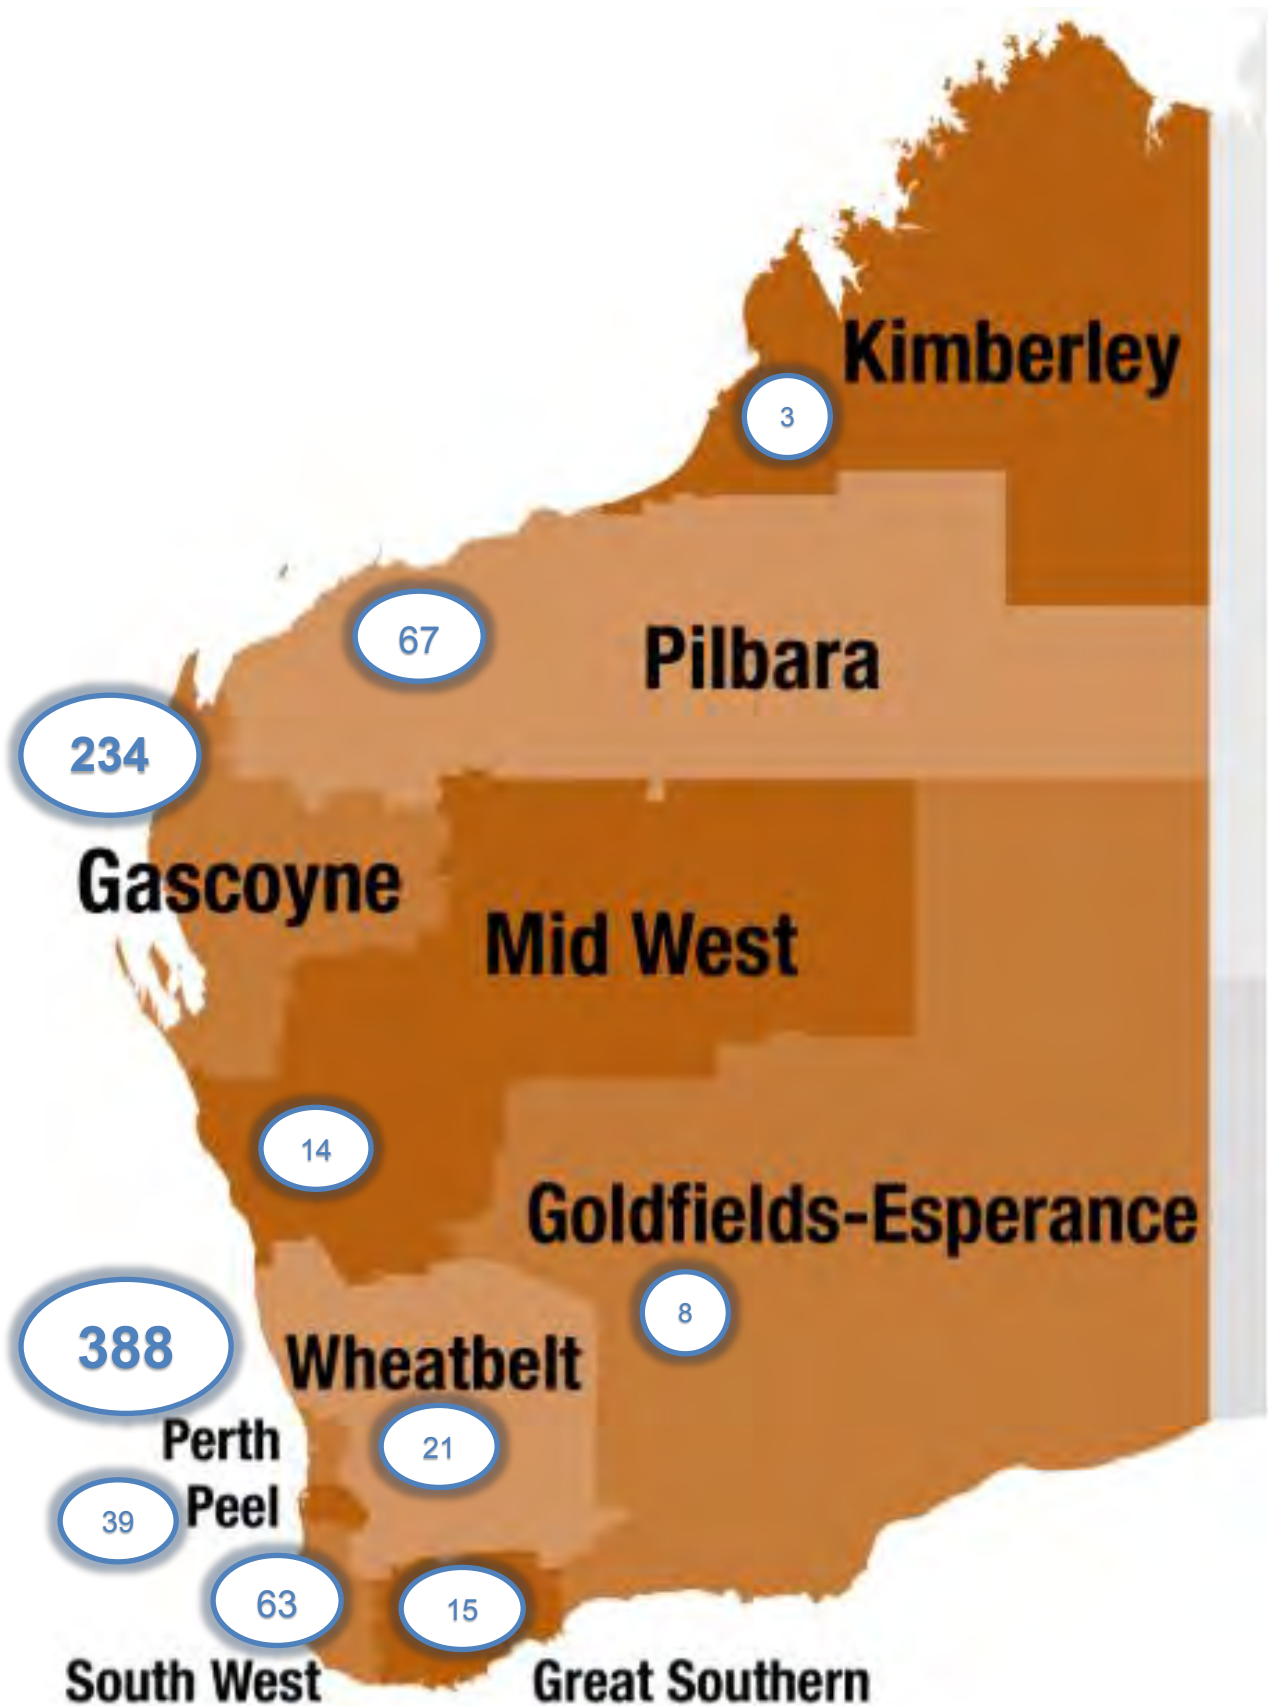 Kimberley
3
67
Pilbara
234
Gascoyne
Mid West
14
Goldfields-Esperance
8
388
Wheatbelt
Perth
21
39
Peel
63
15
South West
Great Southern